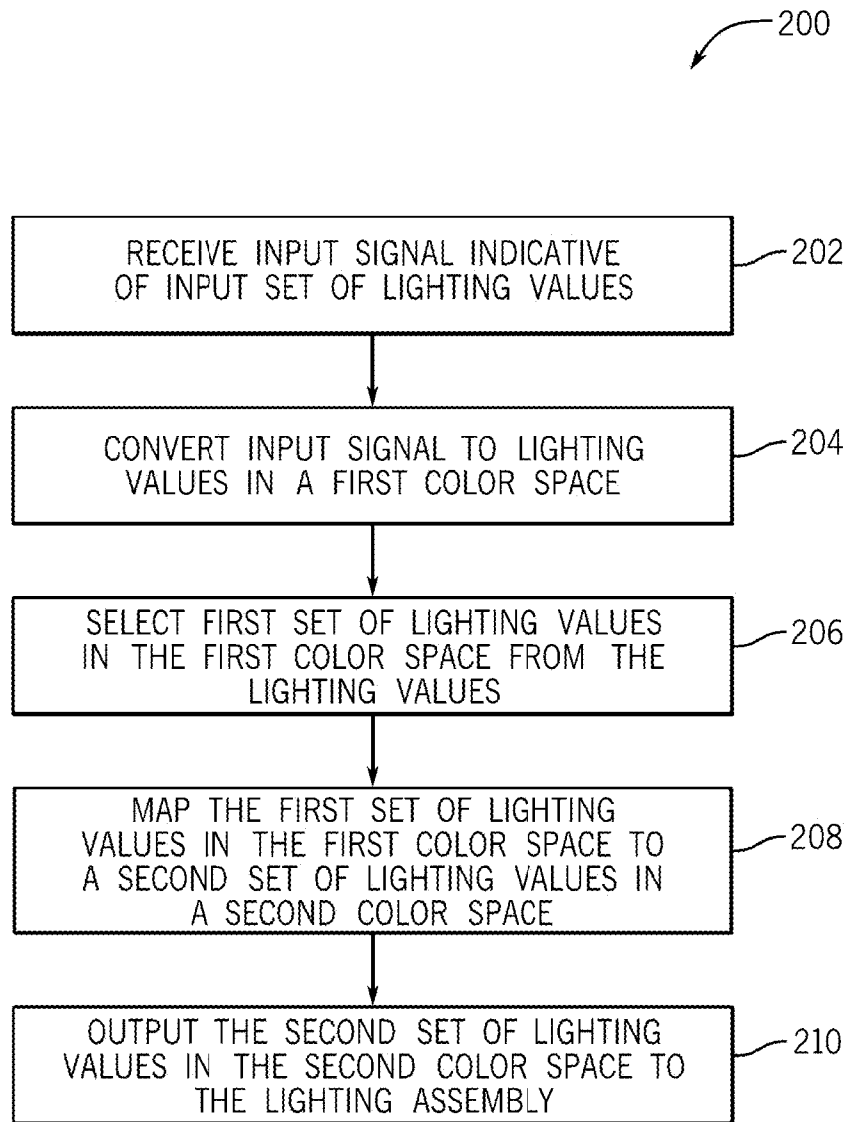 200
RECEIVE INPUT SIGNAL INDICATIVE
OF INPUT SET OF LIGHTING VALUES
202
CONVERT INPUT SIGNAL TO LIGHTING
VALUES IN A FIRST COLOR SPACE
204
SELECT FIRST SET OF LIGHTING VALUES
IN THE FIRST COLOR SPACE FROM THE
LIGHTING VALUES
206
MAP THE FIRST SET OF LIGHTING
VALUES IN THE FIRST COLOR SPACE TO
A SECOND SET OF LIGHTING VALUES IN
A SECOND COLOR SPACE
208
OUTPUT THE SECOND SET OF LIGHTING
VALUES IN THE SECOND COLOR SPACE TO
THE LIGHTING ASSEMBLY
210